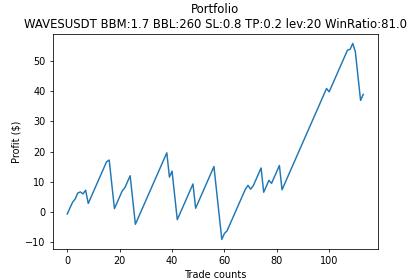 Portfolio
WAVESUSDT BBM:1.7 BBL:260 SL:0.8 TP:0.2 lev:20 WinRatio:81.0
50
40
30
20
10
0
−10
Profit ($)
0 20 40 60 80 100
Trade counts